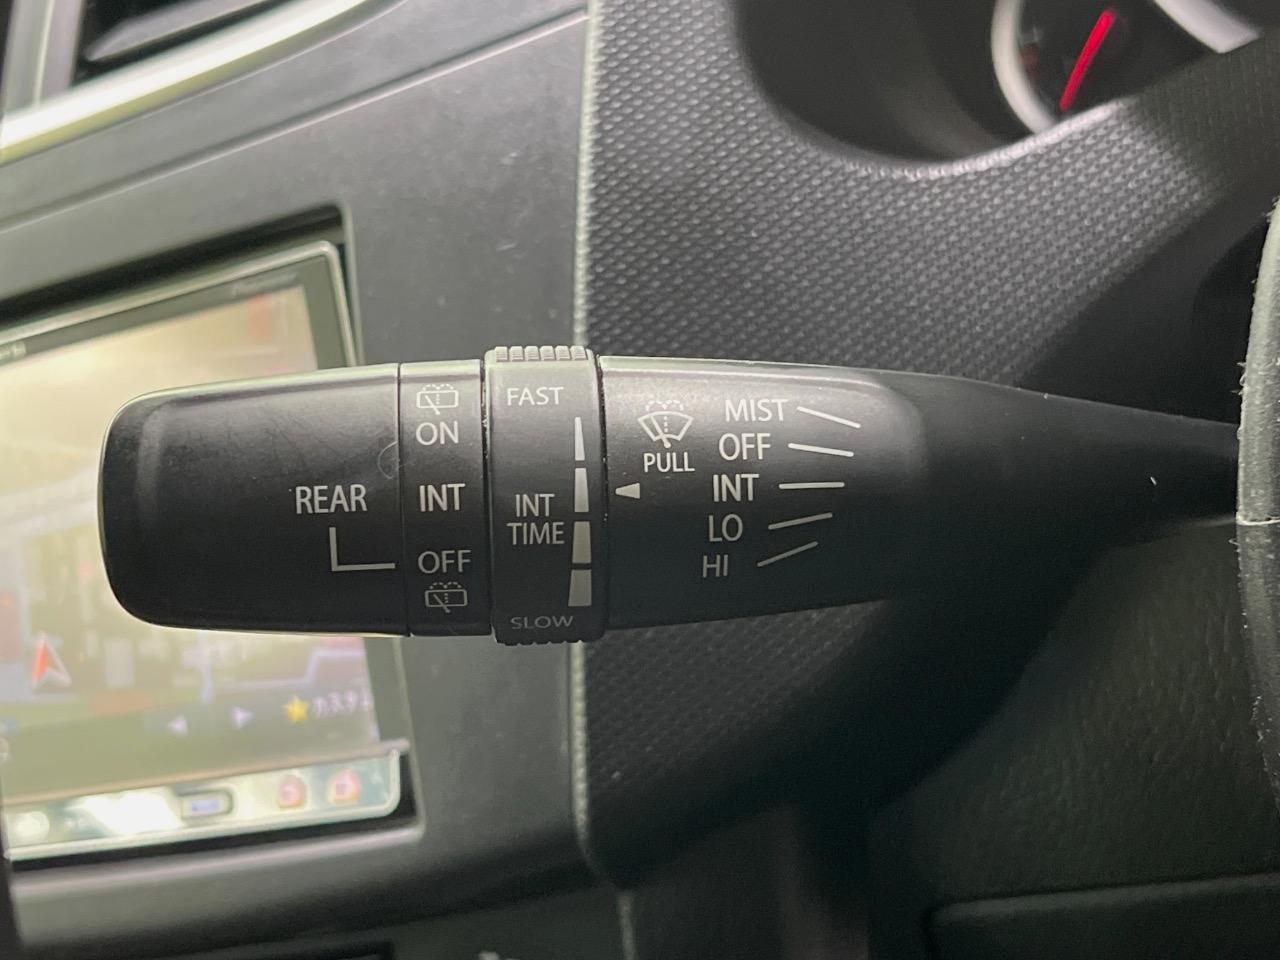 REAR
ON
INT
OFF
FAST
INT
TIME
SLOW
PULL
MIST
OFF
INT
LO
HI